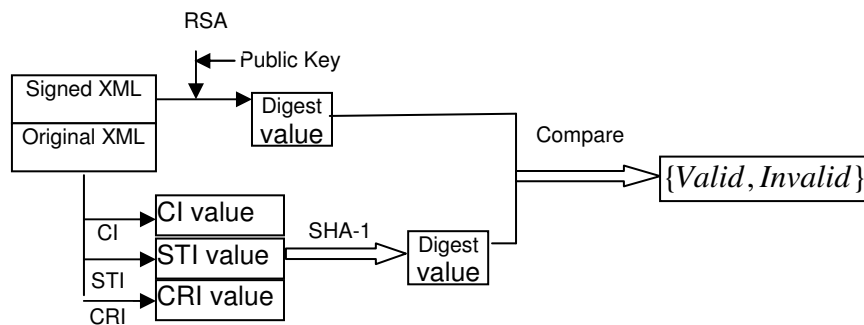 RSA
Public Key
Signed XML
Original XML
Digest
value
Compare
{Valid, Invalid}
CI
CI value
STI
STI value
CRI
CRI value
SHA-1
Digest
value